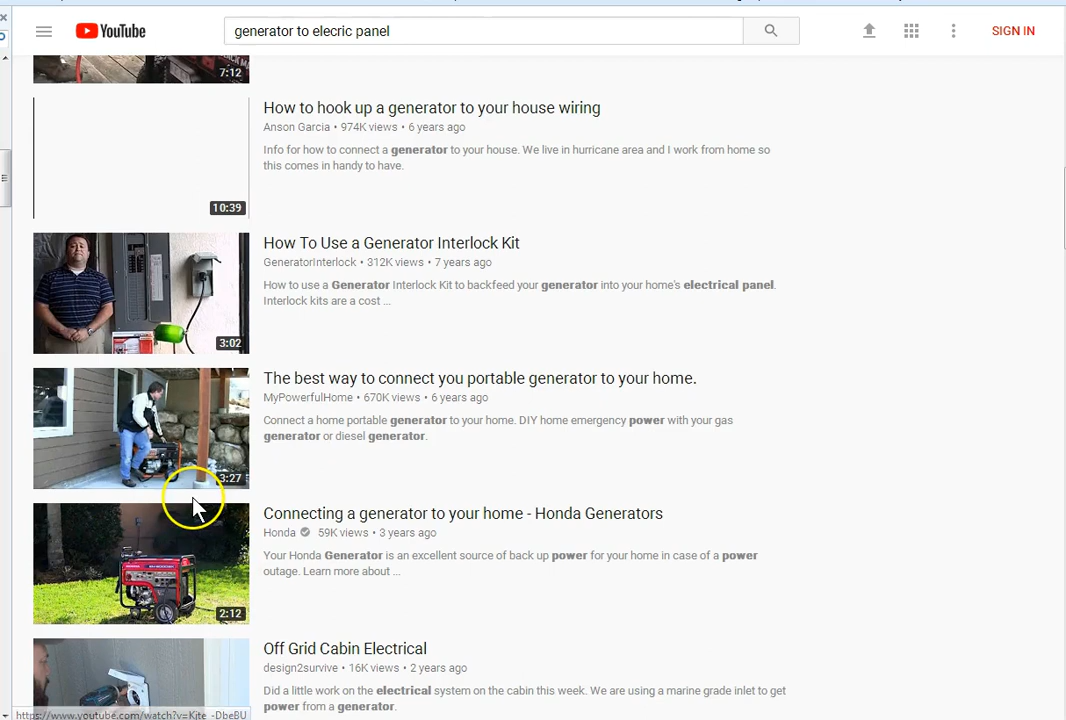 YouTube
generator to elecric panel
SIGN IN
7:12
How to hook up a generator to your house wiring
Anson Garcia • 974K views • 6 years ago
Info for how to connect a generator to your house. We live in hurricane area and I work from home so
this comes in handy to have.
10:39
How To Use a Generator Interlock Kit
GeneratorInterlock • 312K views • 7 years ago
How to use a Generator Interlock Kit to backfeed your generator into your home's electrical panel.
Interlock kits are a cost ...
3:02
The best way to connect you portable generator to your home.
MyPowerfulHome • 670K views • 6 years ago
Connect a home portable generator to your home. DIY home emergency power with your gas
generator or diesel generator.
3:27
Connecting a generator to your home - Honda Generators
Honda 59K views • 3 years ago
Your Honda Generator is an excellent source of back up power for your home in case of a power
outage. Learn more about ...
2:12
Off Grid Cabin Electrical
design2survive • 16K views • 2 years ago
Did a little work on the electrical system on the cabin this week. We are using a marine grade inlet to get
power from a generator.
https://www.youtube.com/watch?v=Kite_-DbeBU